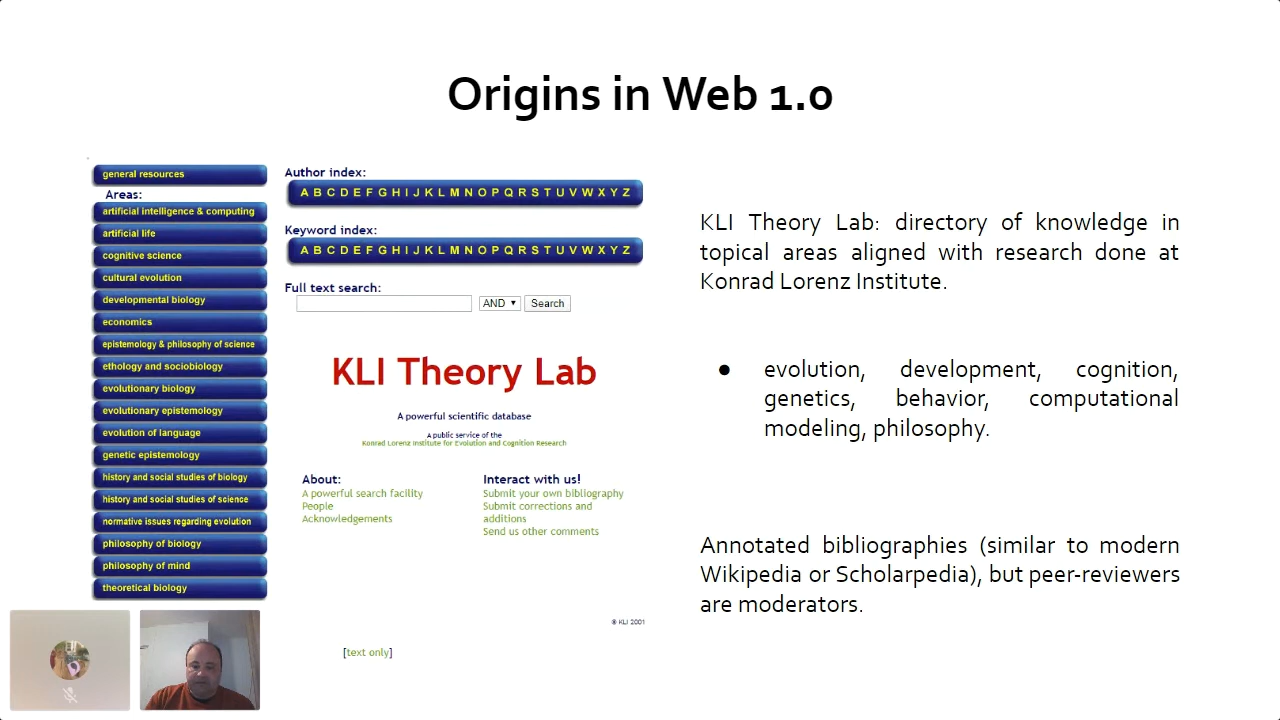 Origins in Web 1.0
general resources
Areas:
artificial intelligence & computing
artificial life
cognitive science
cultural evolution
developmental biology
economics
epistemology & philosophy of science
ethology and sociobiology
evolutionary biology
evolutionary epistemology
evolution of language
genetic epistemology
history and social studies of biology
history and social studies of science
normative issues regarding evolution
philosophy of biology
philosophy of mind
theoretical biology
Author index:
A B C D E F G H I J K L M N O P Q R S T U V W X Y Z
Keyword index:
A B C D E F G H I J K L M N O P Q R S T U V W X Y Z
Full text search:
AND Search
KLI Theory Lab
A powerful scientific database
A public service of the
Konrad Lorenz Institute for Evolution and Cognition Research
About:
A powerful search facility
People
Acknowledgements
Interact with us!
Submit your own bibliography
Submit corrections and
additions
Send us other comments
© KLI 2001
[text only]
KLI Theory Lab: directory of knowledge in
topical areas aligned with research done at
Konrad Lorenz Institute.
● evolution, development, cognition,
genetics, behavior, computational
modeling, philosophy.
Annotated bibliographies (similar to modern
Wikipedia or Scholarpedia), but peer-reviewers
are moderators.